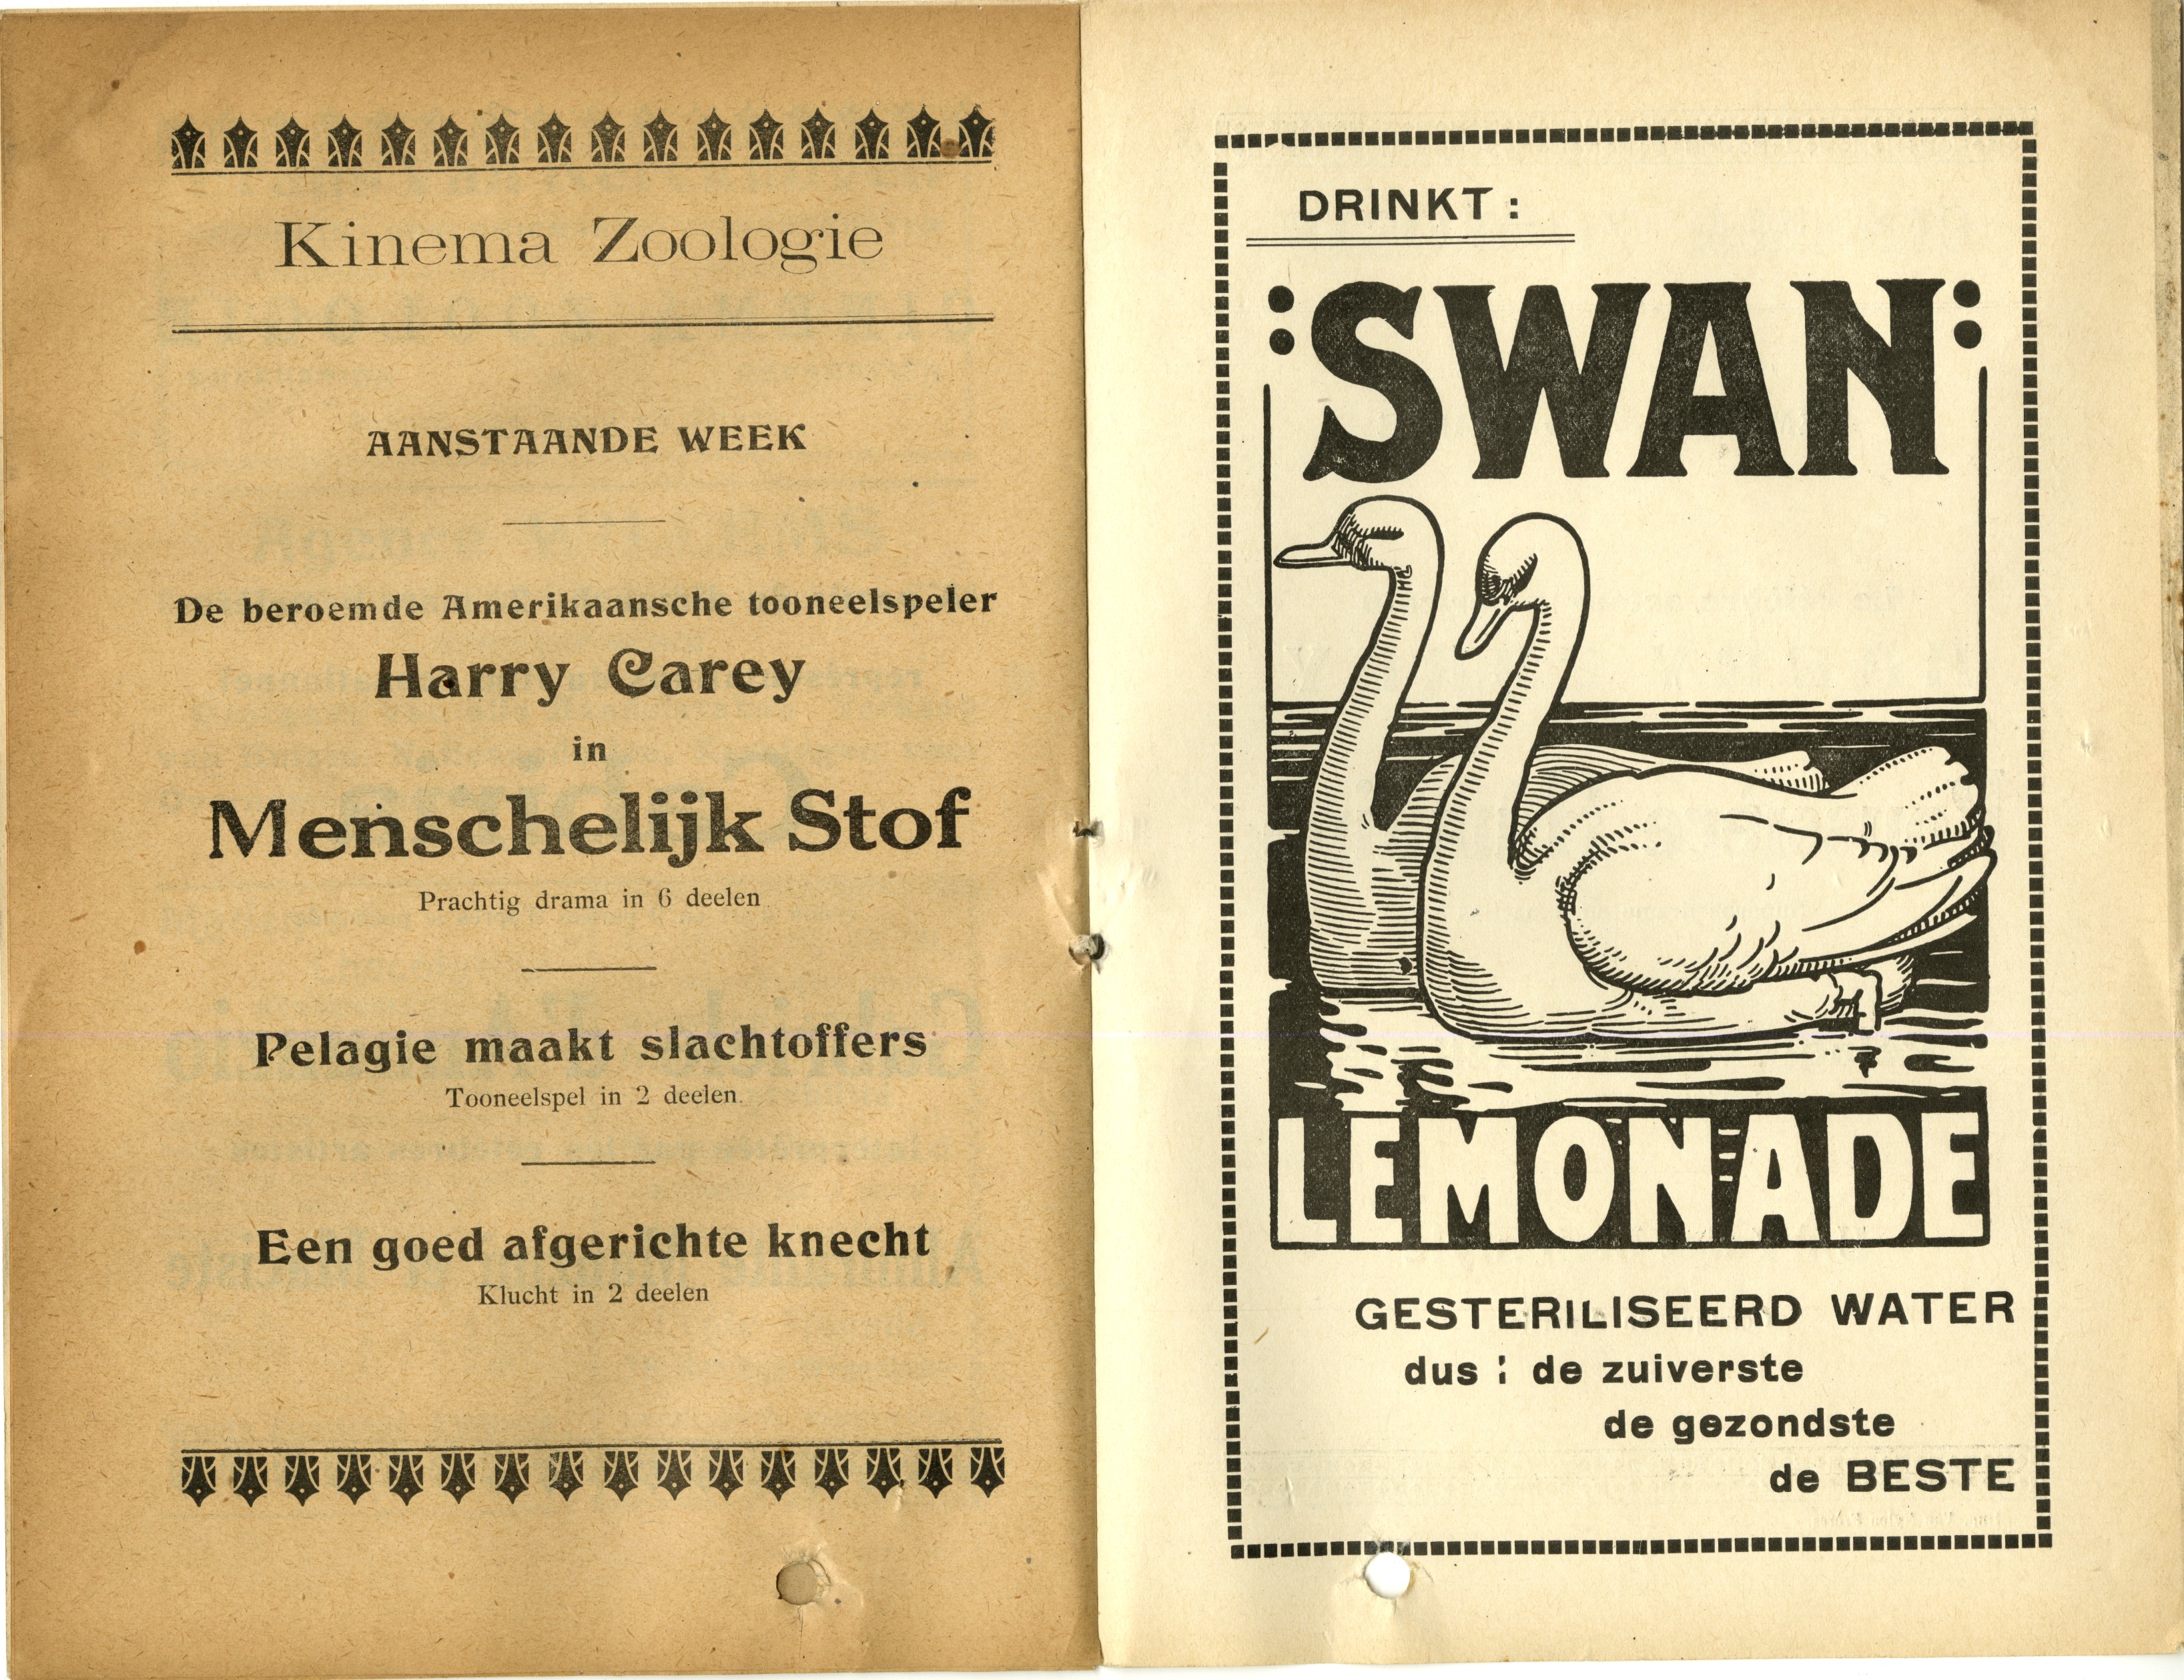 Kinema Zoologie
AANSTAANDE WEEK
De beroemde Amerikaansche tooneelspeler
Harry Carey
in
Menschelijk Stof
Prachtig drama in 6 deelen
Pelagie maakt slachtoffers
Tooneelspel in 2 deelen.
Een goed afgerichte knecht
Klucht in 2 deelen
DRINKT :
:SWAN:
LEMONADE
GESTERILISEERD WATER
dus : de zuiverste
de gezondste
de BESTE